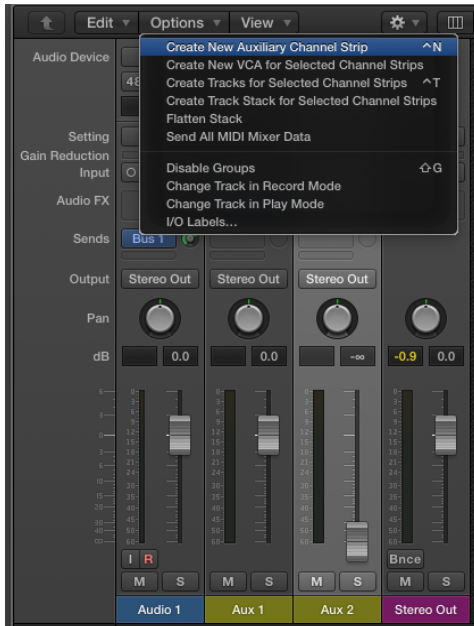 Edit Options View
Create New Auxiliary Channel Strip ^N
Create New VCA for Selected Channel Strips
Create Tracks for Selected Channel Strips ^T
Create Track Stack for Selected Channel Strips
Flatten Stack
Send All MIDI Mixer Data
Disable Groups ⇧G
Change Track in Record Mode
Change Track in Play Mode
I/O Labels...
Audio Device
48
Setting
Gain Reduction
Input
Audio FX
Sends Bus 1
Output Stereo Out Stereo Out Stereo Out
Pan
dB 0.0 0.0 -∞ -0.9 0.0
I R Bnce
M S M S M S M S
Audio 1 Aux 1 Aux 2 Stereo Out